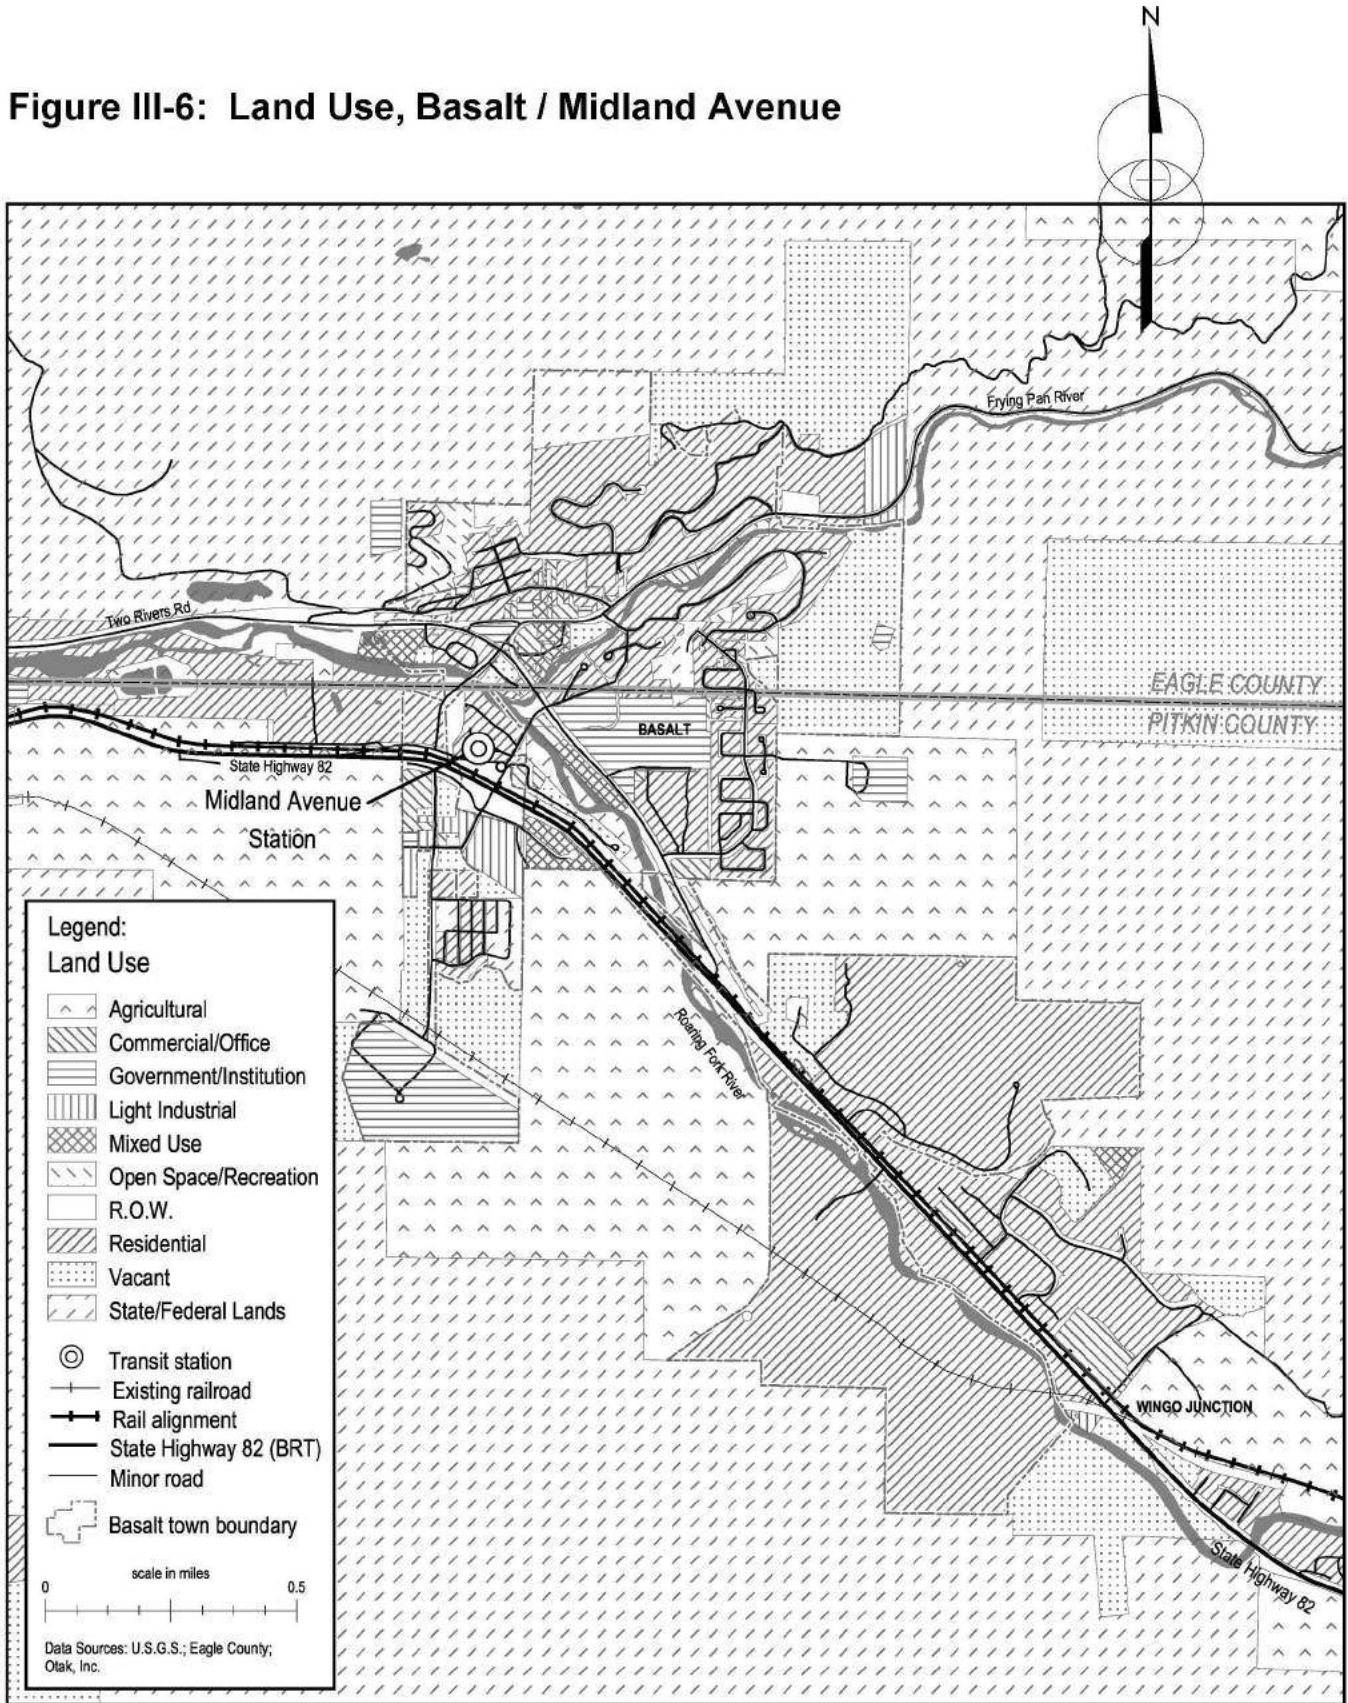 N
Figure III-6: Land Use, Basalt / Midland Avenue
Frying Pan River
Two Rivers Rd
EAGLE COUNTY
PITKIN COUNTY
BASALT
State Highway 82
Midland Avenue
Station
Roaring Fork River
WINGO JUNCTION
State Highway 82
Legend:
Land Use
Agricultural
Commercial/Office
Government/Institution
Light Industrial
Mixed Use
Open Space/Recreation
R.O.W.
Residential
Vacant
State/Federal Lands
Transit station
Existing railroad
Rail alignment
State Highway 82 (BRT)
Minor road
Basalt town boundary
scale in miles
0 0.5
Data Sources: U.S.G.S.; Eagle County;
Otak, Inc.